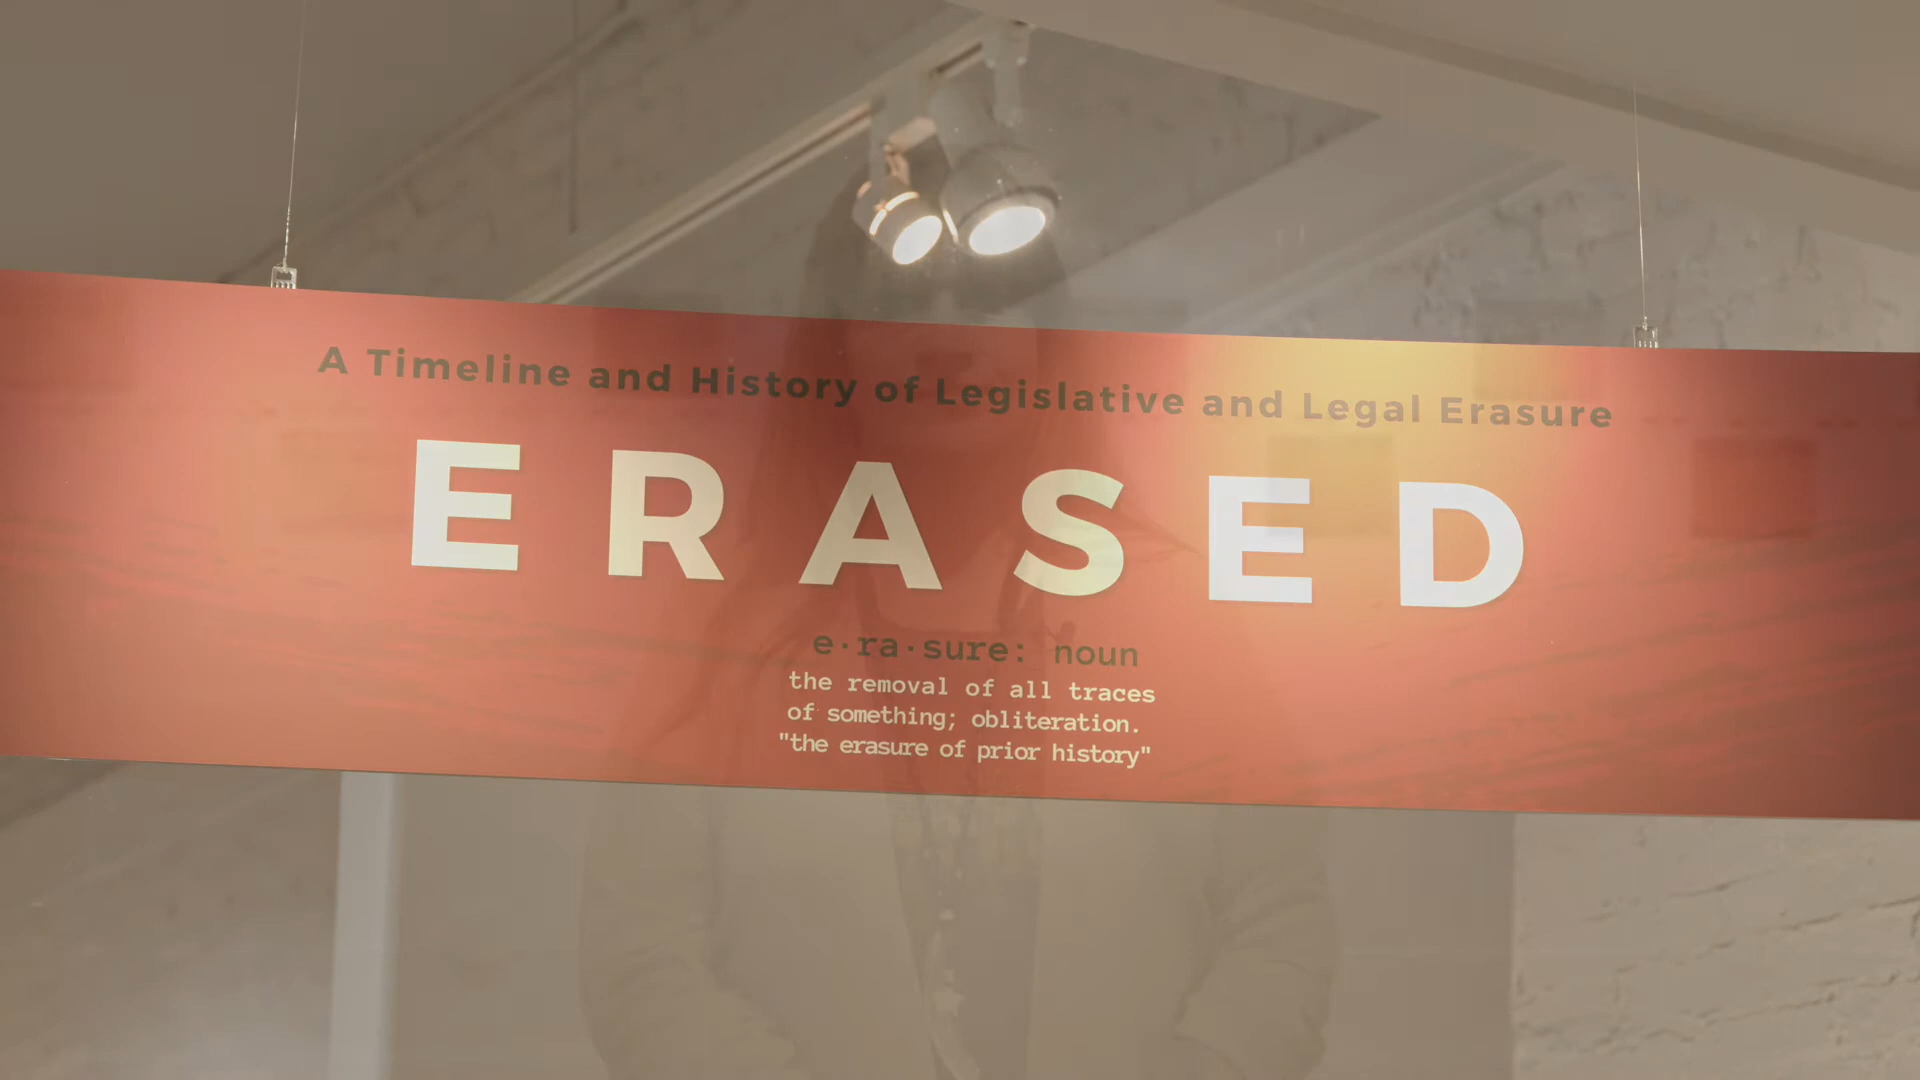 A Timeline and History of Legislative and Legal Erasure
ERASED
e·ra·sure: noun
the removal of all traces
of something; obliteration.
"the erasure of prior history"